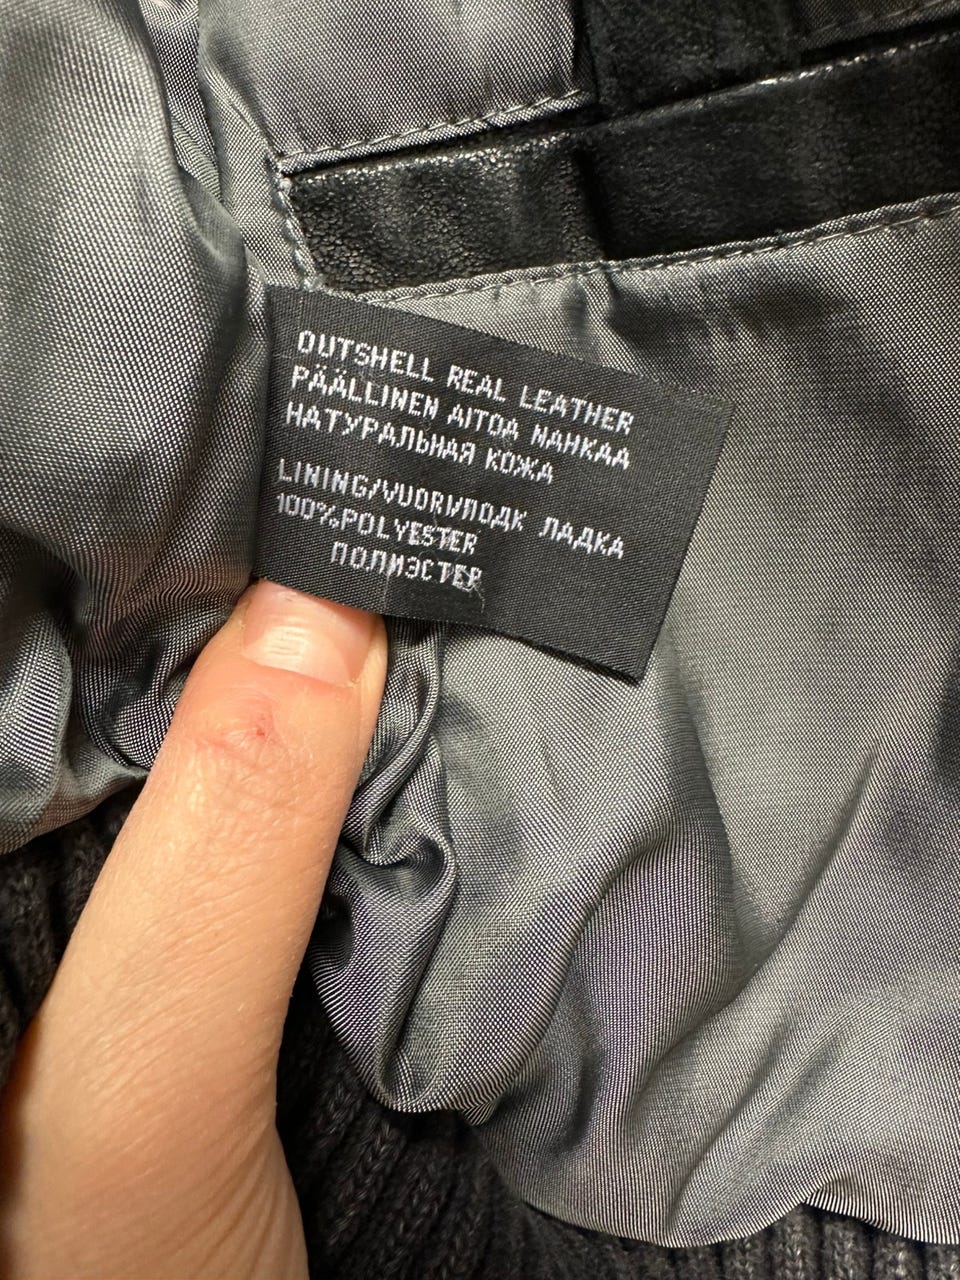 OUTSHELL REAL LEATHER
PÄÄLLINEN AITOA NAHKAA
НАТУРАЛЬНАЯ КОЖА
LINING/VUORI/ПОДК ЛАДКА
100%POLYESTER
ПОЛИЭСТЕР